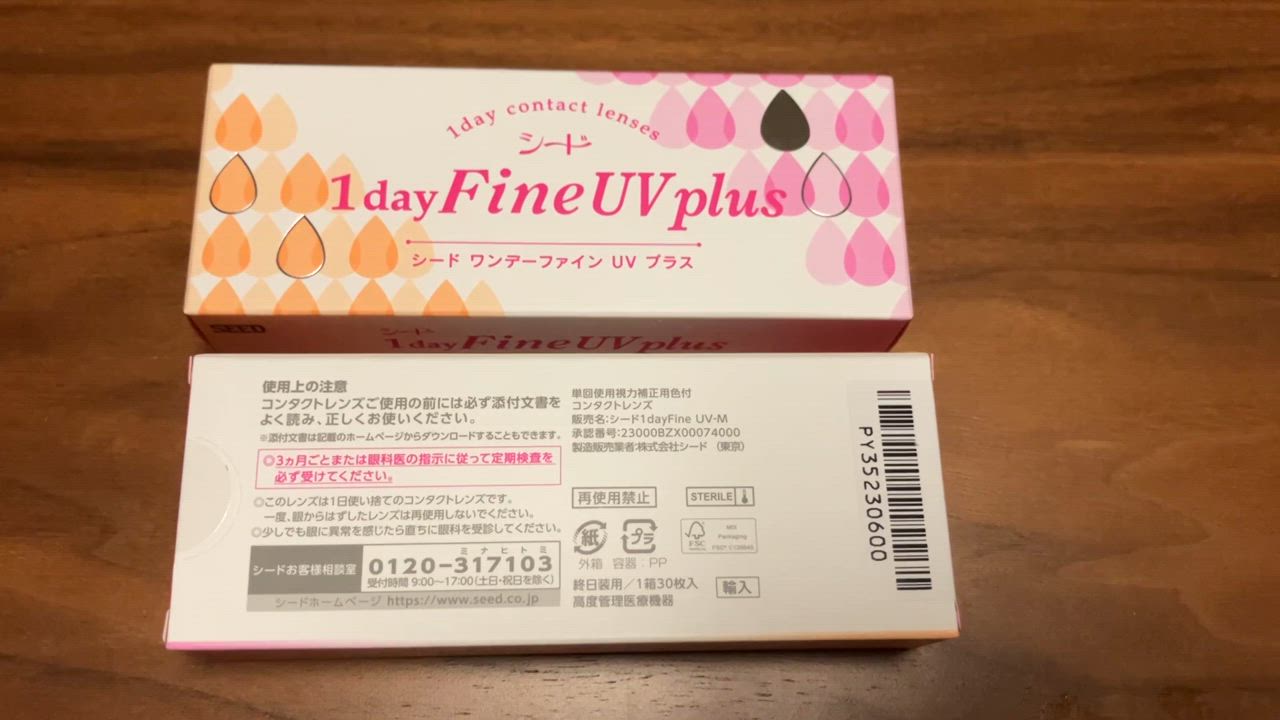 1day contact lenses
シード
1day Fine UV plus
シード ワンデーファイン UV プラス
SEED
シード
1day Fine UV plus
使用上の注意
コンタクトレンズご使用の前には必ず添付文書を
よく読み、正しくお使いください。
※添付文書は記載のホームページからダウンロードすることもできます。
◎3ヵ月ごとまたは眼科医の指示に従って定期検査を
必ず受けてください。
◎このレンズは1日使い捨てのコンタクトレンズです。
一度、眼からはずしたレンズは再使用しないでください。
◎少しでも眼に異常を感じたら直ちに眼科を受診してください。
シードお客様相談室
ミナヒトミ
0120-317103
受付時間 9:00～17:00(土日・祝日を除く)
シードホームページ https://www.seed.co.jp
単回使用視力補正用色付
コンタクトレンズ
販売名:シード1dayFine UV-M
承認番号:23000BZX00074000
製造販売業者:株式会社シード （東京）
再使用禁止
STERILE
紙
プラ
外箱 容器:PP
FSC
MIX
Packaging
終日装用/1箱30枚入
輸入
高度管理医療機器
PY35230600